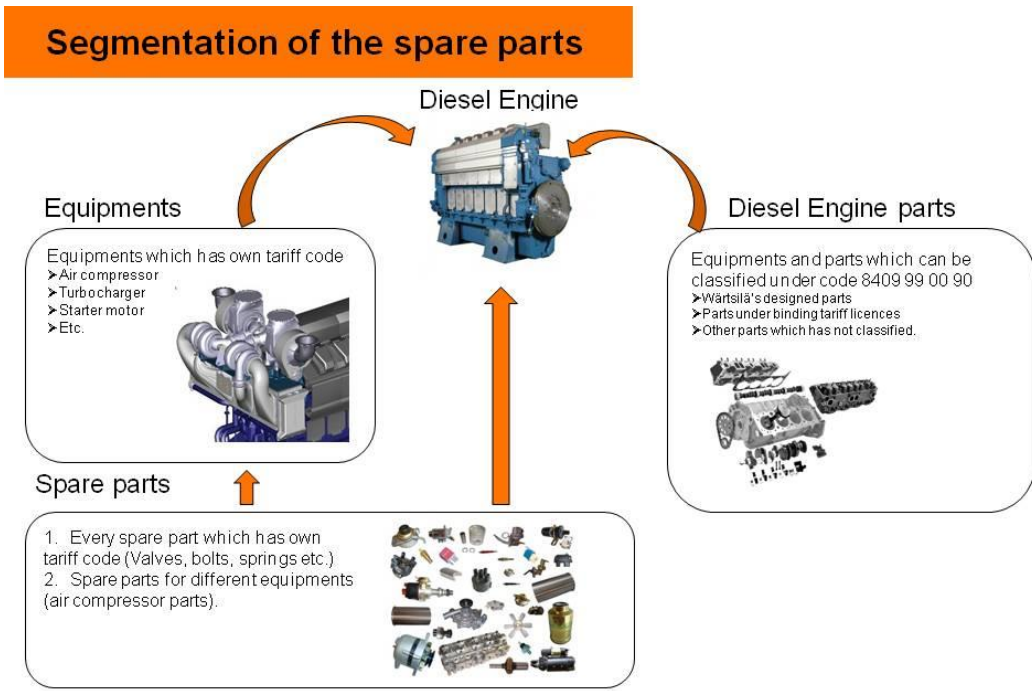 Segmentation of the spare parts
Diesel Engine
Equipments
Equipments which has own tariff code
➢Air compressor
➢Turbocharger
➢Starter motor
➢Etc.
Diesel Engine parts
Equipments and parts which can be
classified under code 8409 99 00 90
➢Wärtsilä's designed parts
➢Parts under binding tariff licences
➢Other parts which has not classified.
Spare parts
1. Every spare part which has own
tariff code (Valves, bolts, springs etc.)
2. Spare parts for different equipments
(air compressor parts).